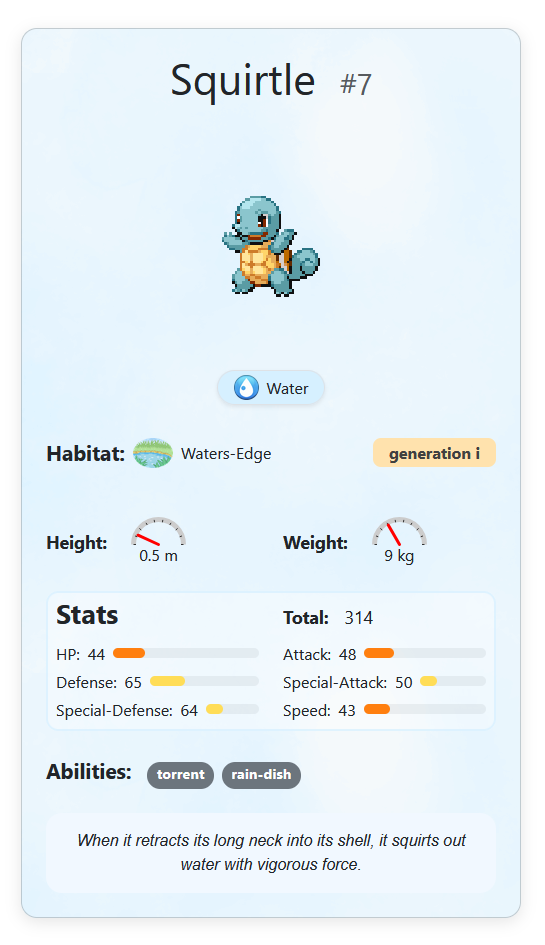 Squirtle #7
Water
Habitat: Waters-Edge generation i
Height: 0.5 m Weight: 9 kg
Stats Total: 314
HP: 44 Attack: 48
Defense: 65 Special-Attack: 50
Special-Defense: 64 Speed: 43
Abilities: torrent rain-dish
When it retracts its long neck into its shell, it squirts out
water with vigorous force.